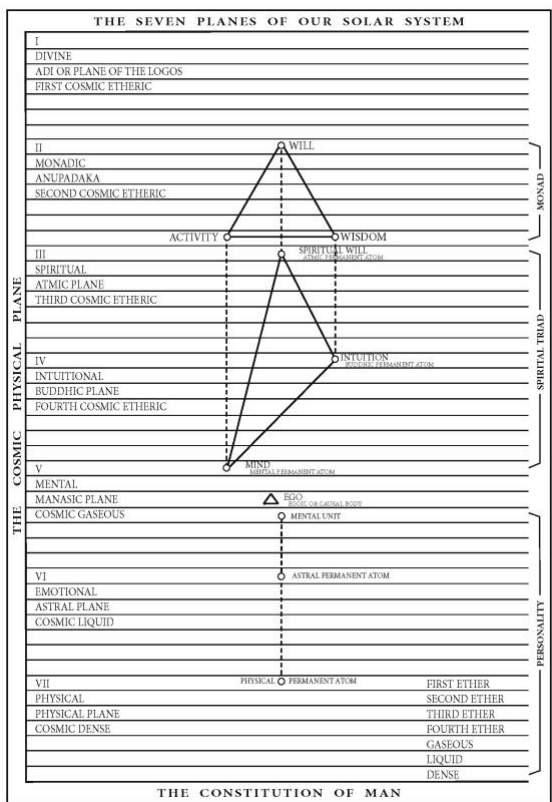 THE SEVEN PLANES OF OUR SOLAR SYSTEM
I
DIVINE
ADI OR PLANE OF THE LOGOS
FIRST COSMIC ETHERIC
II
WILL
MONADIC
ANUPADAKA
SECOND COSMIC ETHERIC
MONAD
ACTIVITY
WISDOM
III
SPIRITUAL WILL
ATMIC PERMANENT ATOM
SPIRITUAL
ATMIC PLANE
THIRD COSMIC ETHERIC
THE COSMIC PHYSICAL PLANE
SPIRITAL TRIAD
IV
INTUITION
BUDDHIC PERMANENT ATOM
INTUITIONAL
BUDDHIC PLANE
FOURTH COSMIC ETHERIC
V
MIND
MENTAL PERMANENT ATOM
MENTAL
MANASIC PLANE
EGO
EGOIC OR CAUSAL BODY
COSMIC GASEOUS
MENTAL UNIT
VI
ASTRAL PERMANENT ATOM
EMOTIONAL
ASTRAL PLANE
COSMIC LIQUID
PERSONALITY
VII
PHYSICAL PERMANENT ATOM
FIRST ETHER
PHYSICAL
SECOND ETHER
PHYSICAL PLANE
THIRD ETHER
COSMIC DENSE
FOURTH ETHER
GASEOUS
LIQUID
DENSE
THE CONSTITUTION OF MAN